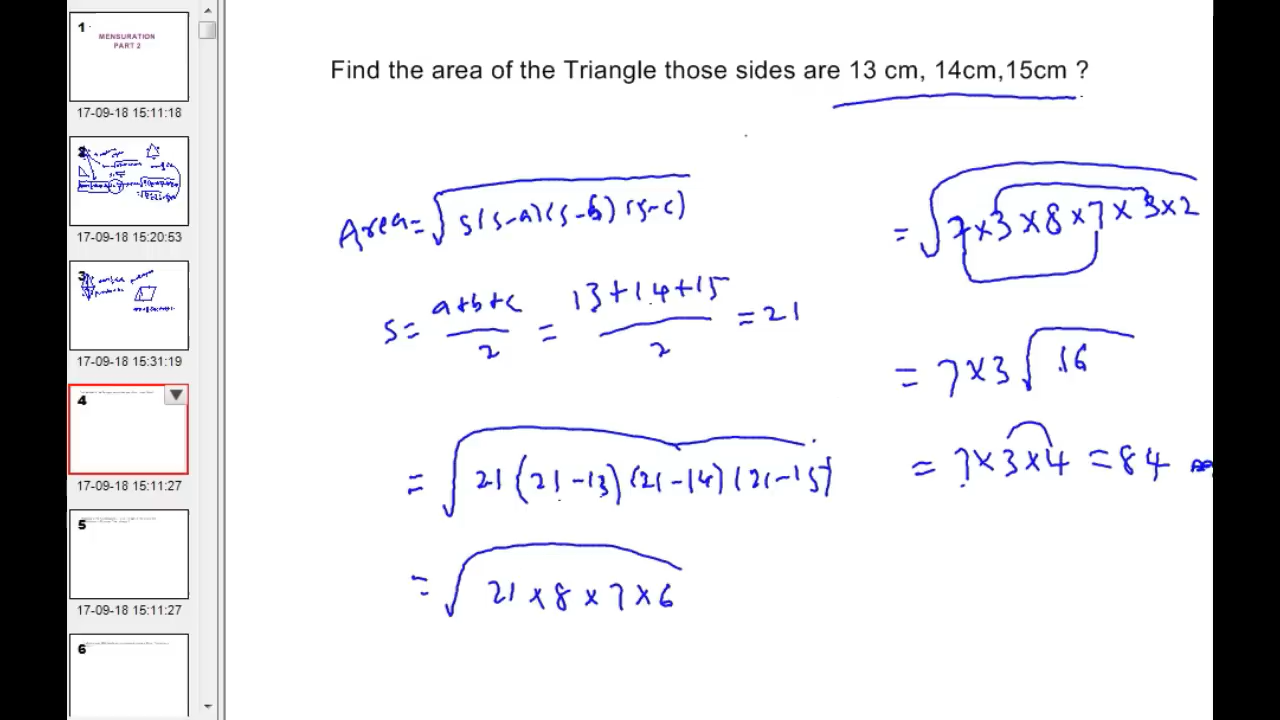 1
MENSURATION
PART 2
17-09-18 15:11:18
2
17-09-18 15:20:53
3
17-09-18 15:31:19
4
17-09-18 15:11:27
5
17-09-18 15:11:27
6
Find the area of the Triangle those sides are 13 cm, 14cm,15cm ?
Area = √s(s-a)(s-b)(s-c)
s = a+b+c/2 = 13+14+15/2 = 21
= √21(21-13)(21-14)(21-15)
= √21×8×7×6
= √7×3×8×7×3×2
= 7×3√16
= 7×3×4 = 84